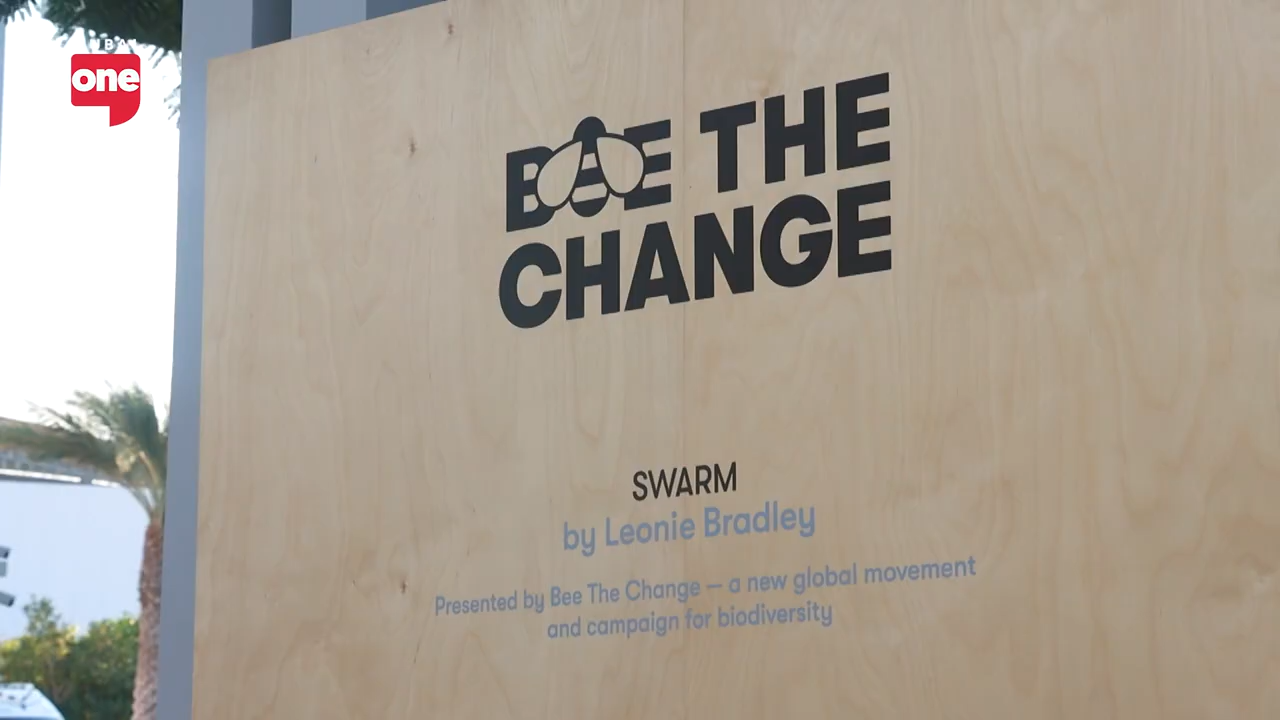 one
BEE THE
CHANGE
SWARM
by Leonie Bradley
Presented by Bee The Change — a new global movement
and campaign for biodiversity